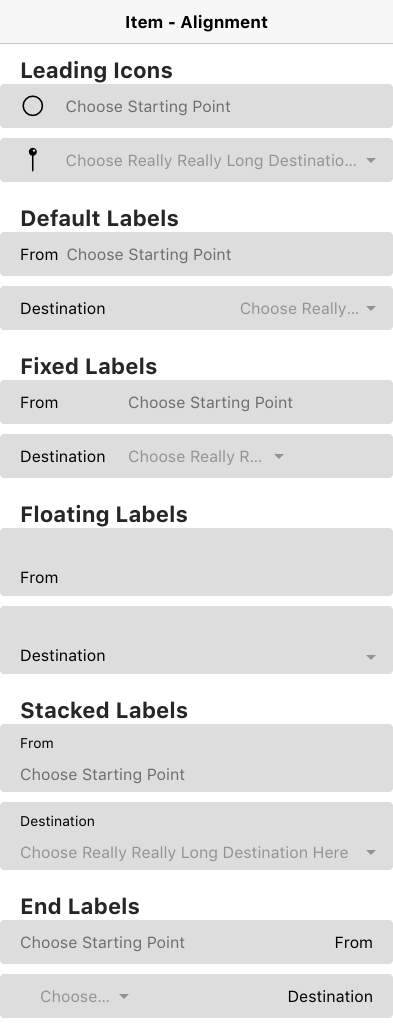 Item - Alignment
Leading Icons
Choose Starting Point
Choose Really Really Long Destinatio...
Default Labels
From Choose Starting Point
Destination Choose Really...
Fixed Labels
From Choose Starting Point
Destination Choose Really R...
Floating Labels
From
Destination
Stacked Labels
From
Choose Starting Point
Destination
Choose Really Really Long Destination Here
End Labels
Choose Starting Point From
Choose... Destination